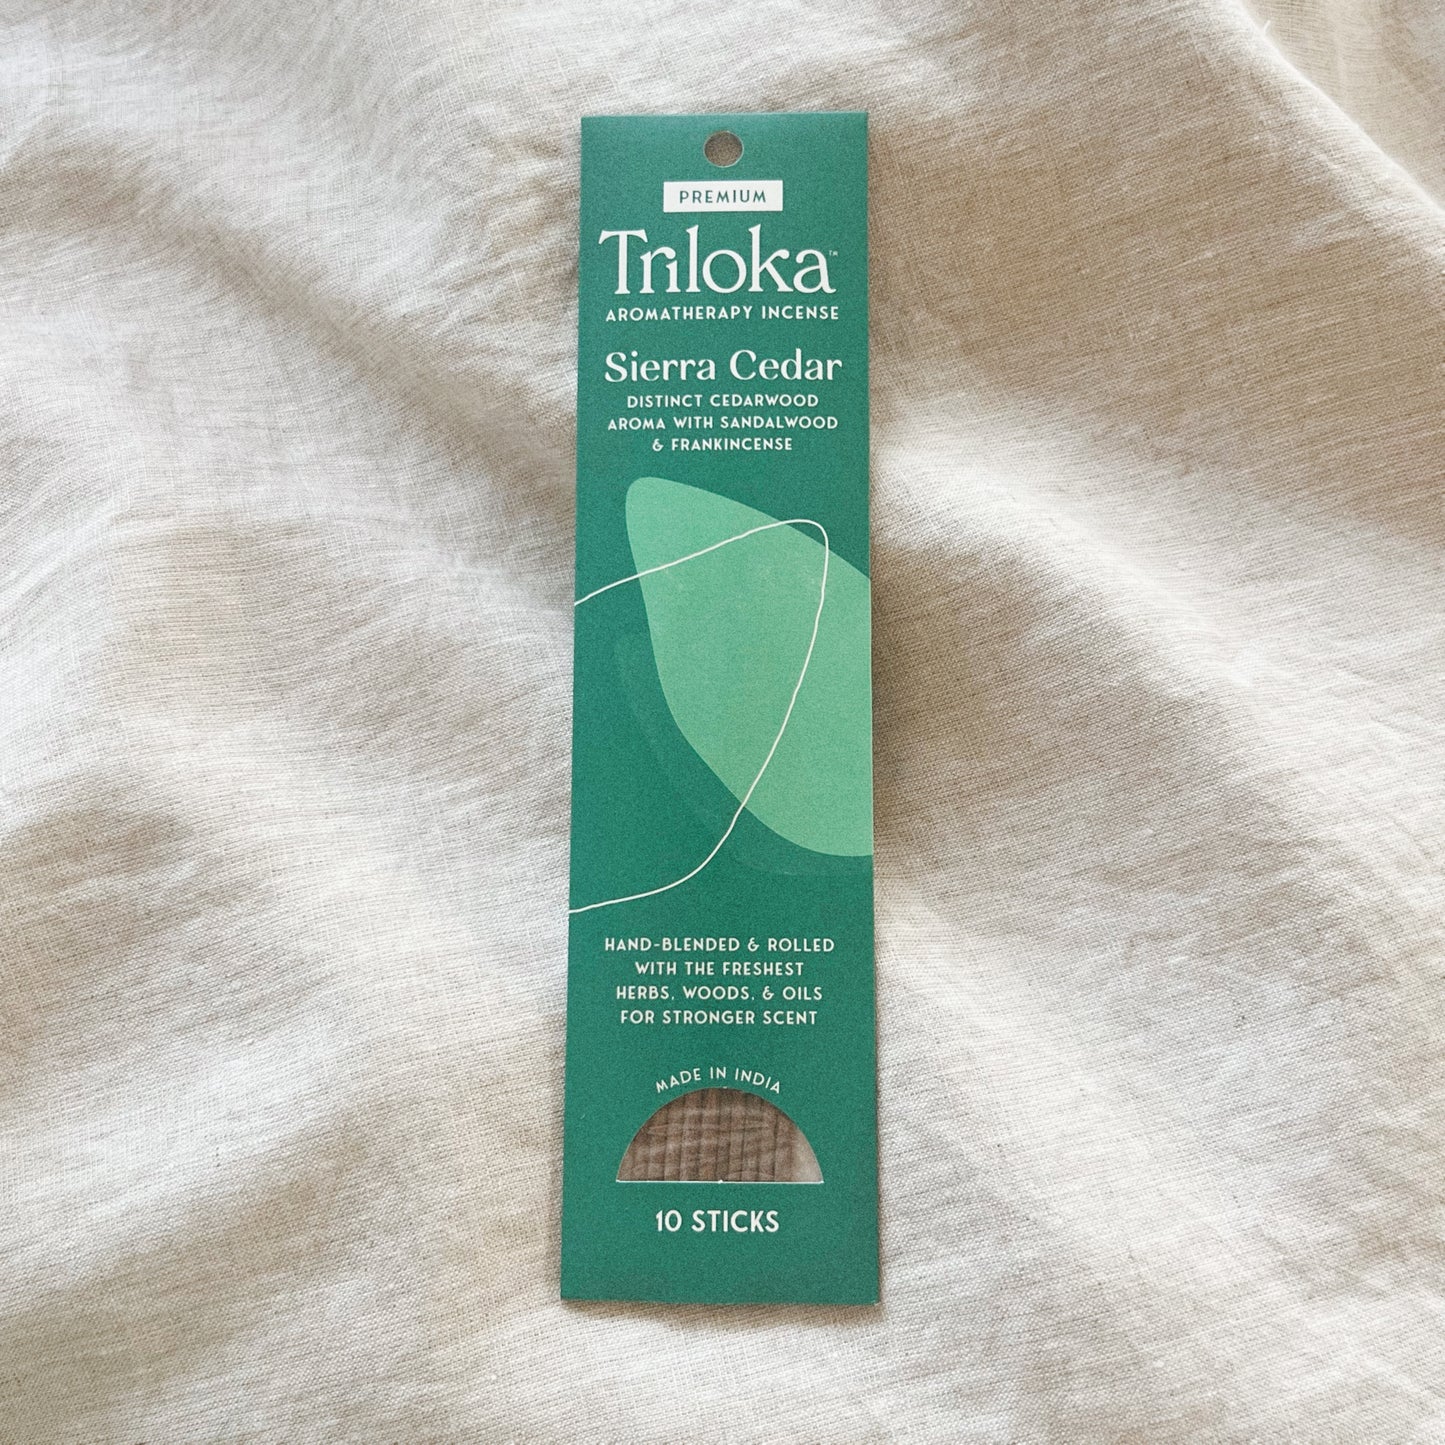 PREMIUM
Triloka™
AROMATHERAPY INCENSE
Sierra Cedar
DISTINCT CEDARWOOD
AROMA WITH SANDALWOOD
& FRANKINCENSE
HAND-BLENDED & ROLLED
WITH THE FRESHEST
HERBS, WOODS, & OILS
FOR STRONGER SCENT
MADE IN INDIA
10 STICKS